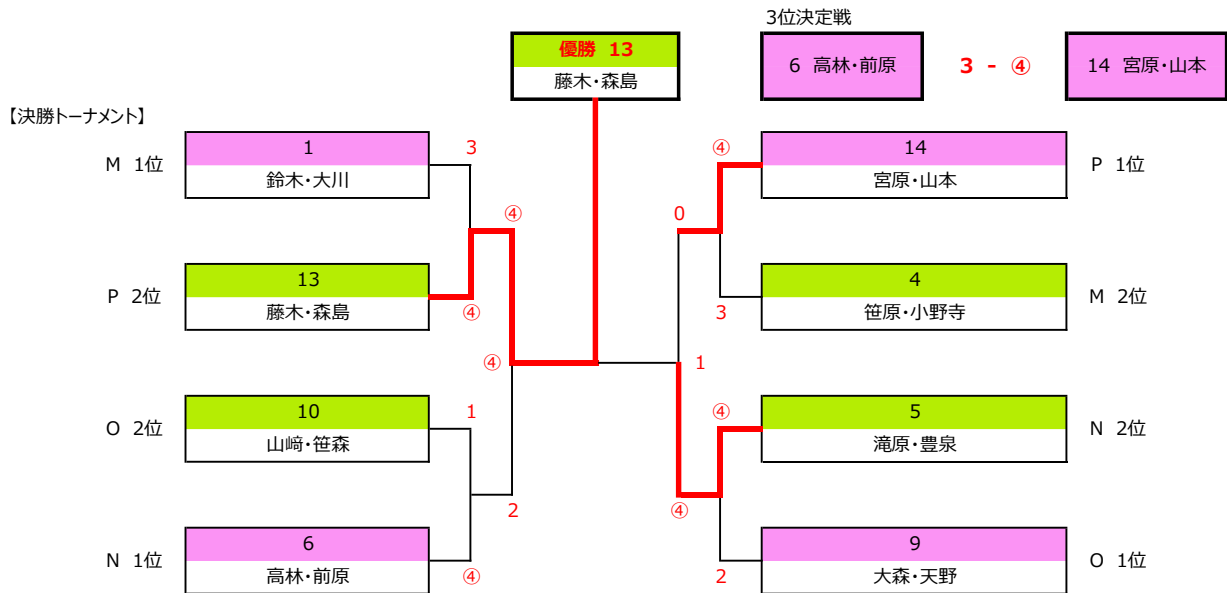 3位決定戦
優勝 13
藤木・森島
6 高林・前原
3 - ④
14 宮原・山本
【決勝トーナメント】
M 1位
1
鈴木・大川
3
④
14
宮原・山本
P 1位
④
0
P 2位
13
藤木・森島
④
4
笹原・小野寺
M 2位
3
④
1
O 2位
10
山﨑・笹森
1
④
5
滝原・豊泉
N 2位
2
④
N 1位
6
高林・前原
④
2
9
大森・天野
O 1位